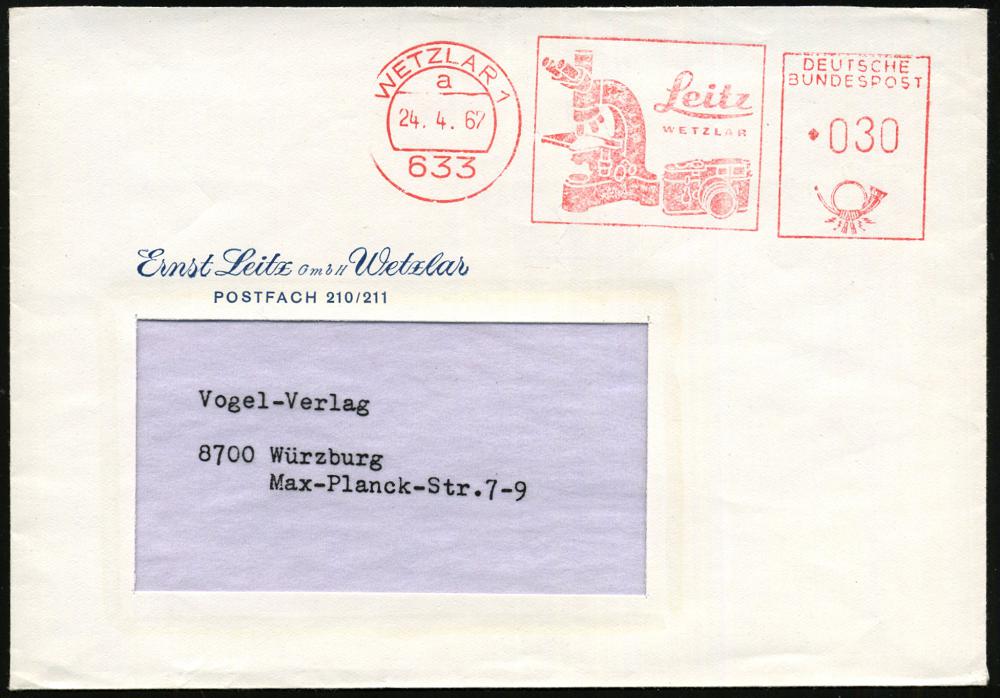 WETZLAR 1
a
24. 4. 67
633
Leitz
WETZLAR
DEUTSCHE
BUNDESPOST
030
Ernst Leitz GmbH Wetzlar
POSTFACH 210/211
Vogel-Verlag
8700 Würzburg
Max-Planck-Str.7-9